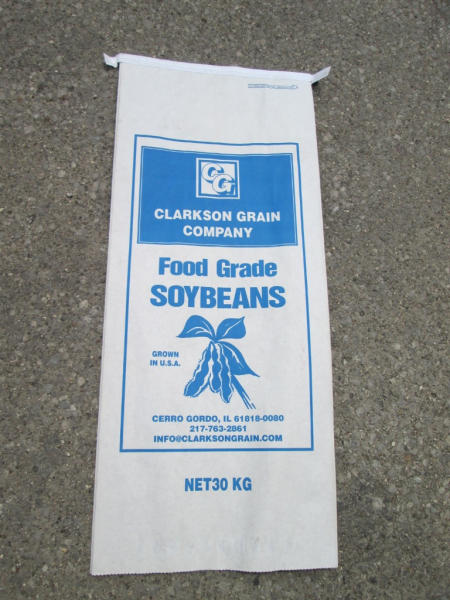 CG
CLARKSON GRAIN
COMPANY
Food Grade
SOYBEANS
GROWN
IN U.S.A.
CERRO GORDO, IL 61818-0080
217-763-2861
INFO@CLARKSONGRAIN.COM
NET30 KG